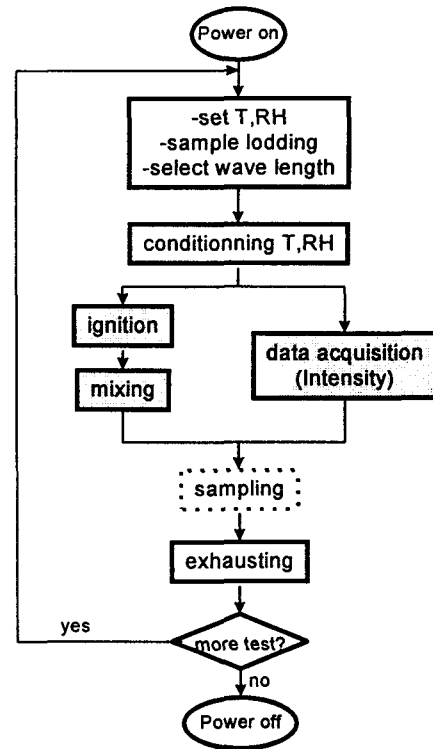 Power on
-set T,RH
-sample lodding
-select wave length
conditionning T,RH
ignition
mixing
data acquisition
(Intensity)
sampling
exhausting
more test?
yes
no
Power off